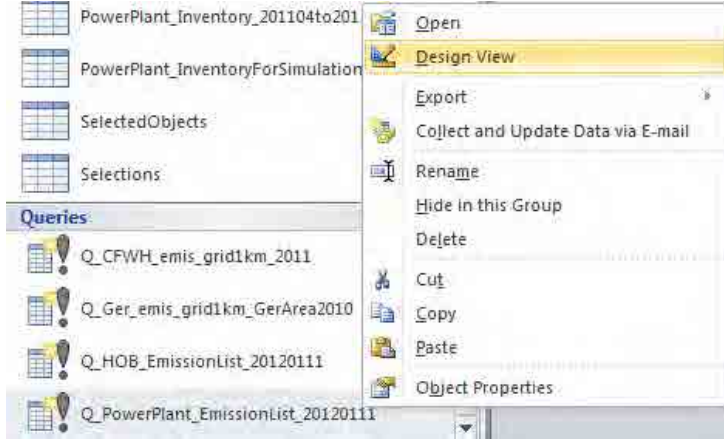 PowerPlant_Inventory_201104to201
PowerPlant_InventoryForSimulation
SelectedObjects
Selections
Queries
Q_CFWH_emis_grid1km_2011
Q_Ger_emis_grid1km_GerArea2010
Q_HOB_EmissionList_20120111
Q_PowerPlant_EmissionList_20120111
Open
Design View
Export
Collect and Update Data via E-mail
Rename
Hide in this Group
Delete
Cut
Copy
Paste
Object Properties